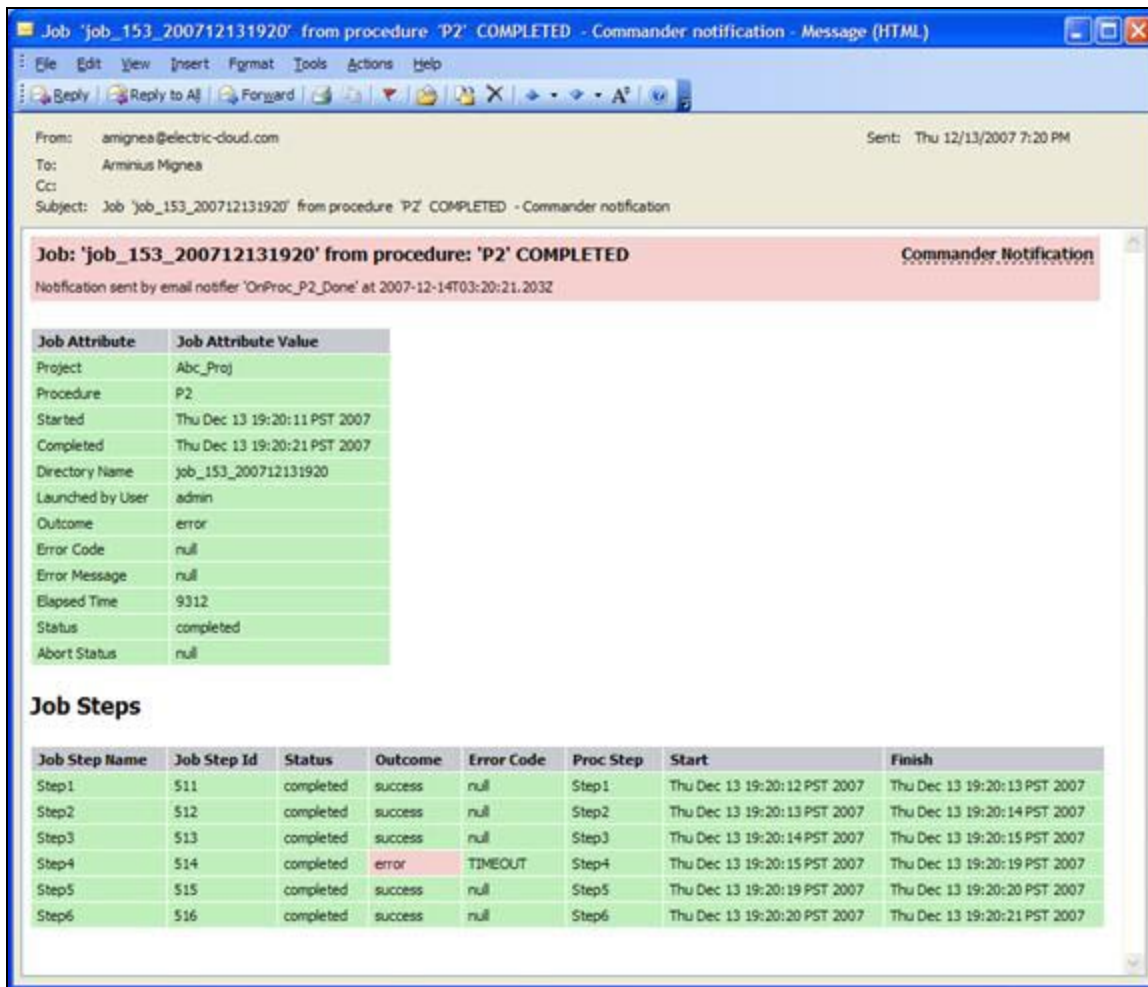 Job 'job_153_200712131920' from procedure 'P2' COMPLETED - Commander notification - Message (HTML)
File Edit View Insert Format Tools Actions Help
Reply Reply to All Forward
From: amignea@electric-cloud.com Sent: Thu 12/13/2007 7:20 PM
To: Arminius Mignea
Cc:
Subject: Job 'job_153_200712131920' from procedure 'P2' COMPLETED - Commander notification
Job: 'job_153_200712131920' from procedure: 'P2' COMPLETED Commander Notification
Notification sent by email notifier 'OnProc_P2_Done' at 2007-12-14T03:20:21.203Z
Job Attribute Job Attribute Value
Project Abc_Proj
Procedure P2
Started Thu Dec 13 19:20:11 PST 2007
Completed Thu Dec 13 19:20:21 PST 2007
Directory Name job_153_200712131920
Launched by User admin
Outcome error
Error Code null
Error Message null
Elapsed Time 9312
Status completed
Abort Status null
Job Steps
Job Step Name Job Step Id Status Outcome Error Code Proc Step Start Finish
Step1 511 completed success null Step1 Thu Dec 13 19:20:12 PST 2007 Thu Dec 13 19:20:13 PST 2007
Step2 512 completed success null Step2 Thu Dec 13 19:20:13 PST 2007 Thu Dec 13 19:20:14 PST 2007
Step3 513 completed success null Step3 Thu Dec 13 19:20:14 PST 2007 Thu Dec 13 19:20:15 PST 2007
Step4 514 completed error TIMEOUT Step4 Thu Dec 13 19:20:15 PST 2007 Thu Dec 13 19:20:19 PST 2007
Step5 515 completed success null Step5 Thu Dec 13 19:20:19 PST 2007 Thu Dec 13 19:20:20 PST 2007
Step6 516 completed success null Step6 Thu Dec 13 19:20:20 PST 2007 Thu Dec 13 19:20:21 PST 2007